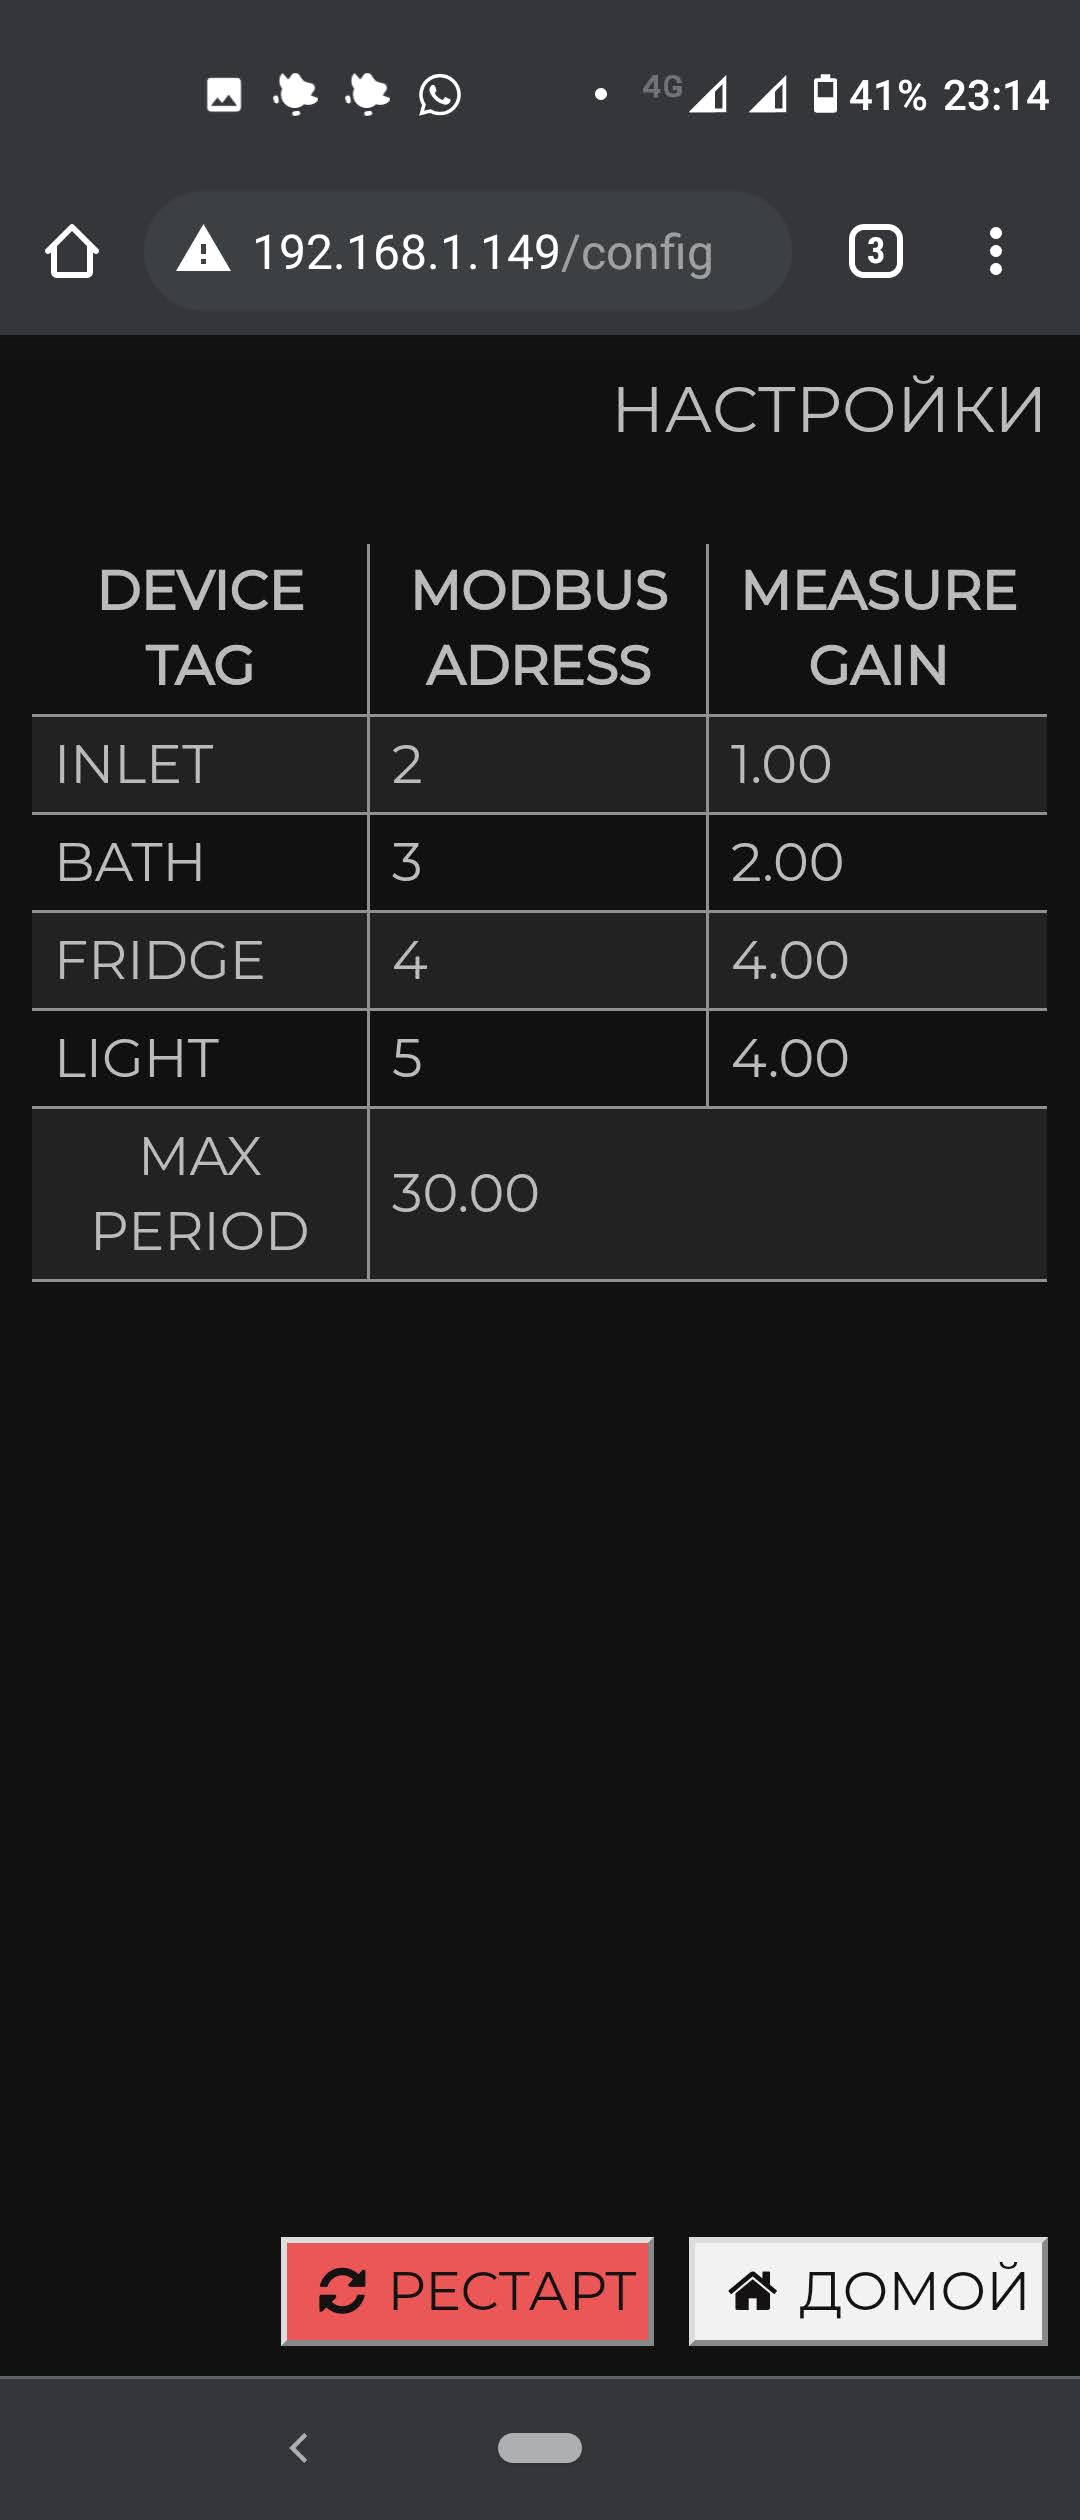 4G 41% 23:14
192.168.1.149/config 3
НАСТРОЙКИ
DEVICE TAG MODBUS ADRESS MEASURE GAIN
INLET 2 1.00
BATH 3 2.00
FRIDGE 4 4.00
LIGHT 5 4.00
MAX PERIOD 30.00
РЕСТАРТ ДОМОЙ